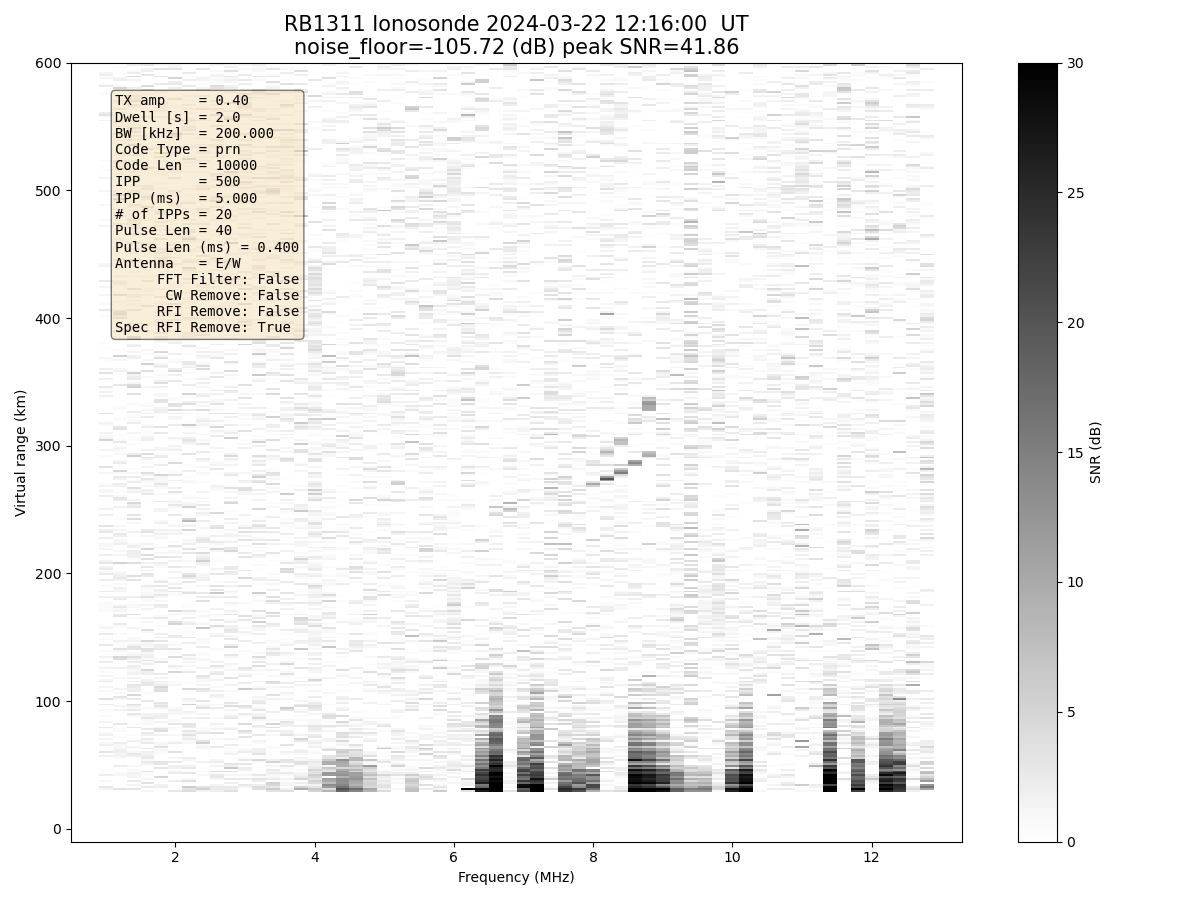 RB1311 Ionosonde 2024-03-22 12:16:00  UT
noise_floor=-105.72 (dB) peak SNR=41.86
600
500
400
300
200
100
0
Virtual range (km)
TX amp    = 0.40
Dwell [s] = 2.0
BW [kHz]  = 200.000
Code Type = prn
Code Len  = 10000
IPP       = 500
IPP (ms)  = 5.000
# of IPPs = 20
Pulse Len = 40
Pulse Len (ms) = 0.400
Antenna   = E/W
FFT Filter: False
CW Remove: False
RFI Remove: False
Spec RFI Remove: True
2 4 6 8 10 12
Frequency (MHz)
30
25
20
15
10
5
0
SNR (dB)